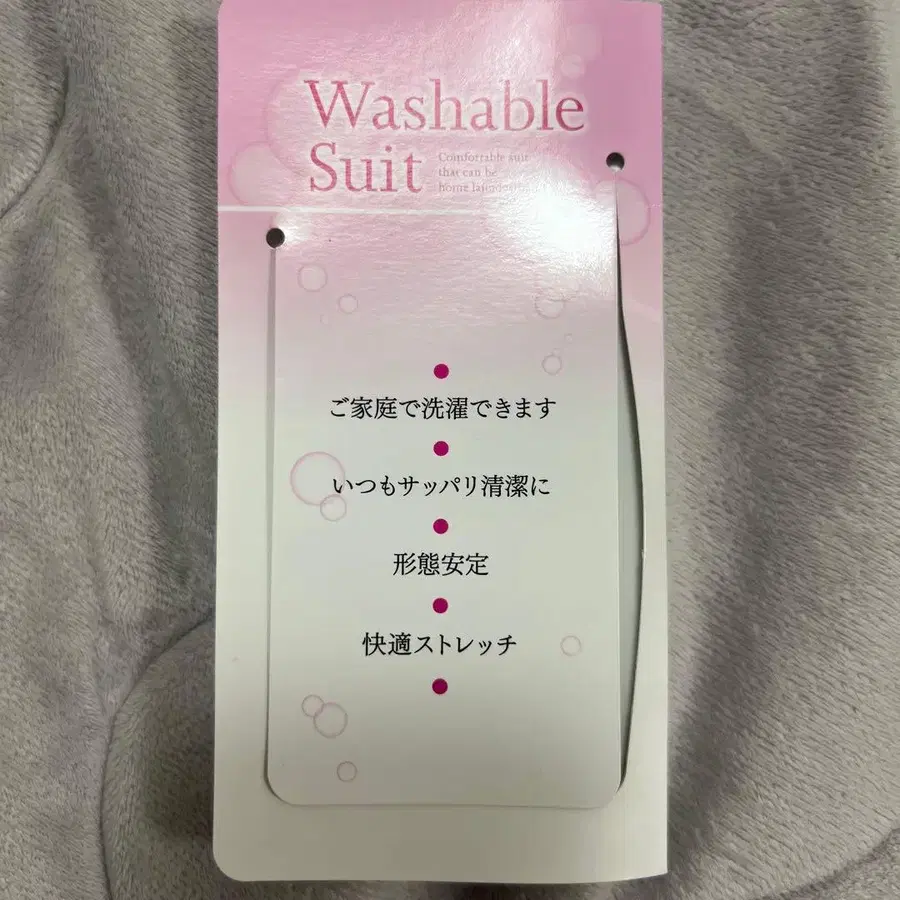 Washable
Suit
Comfortable suit
that can be
home
ご家庭で洗濯できます
いつもサッパリ清潔に
形態安定
快適ストレッチ